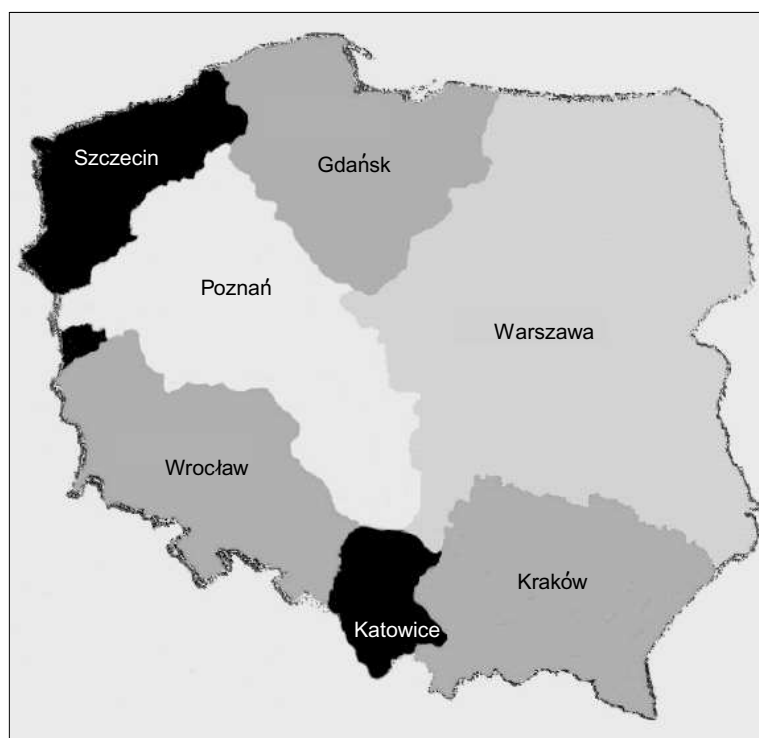 Szczecin
Gdańsk
Poznań
Warszawa
Wrocław
Kraków
Katowice